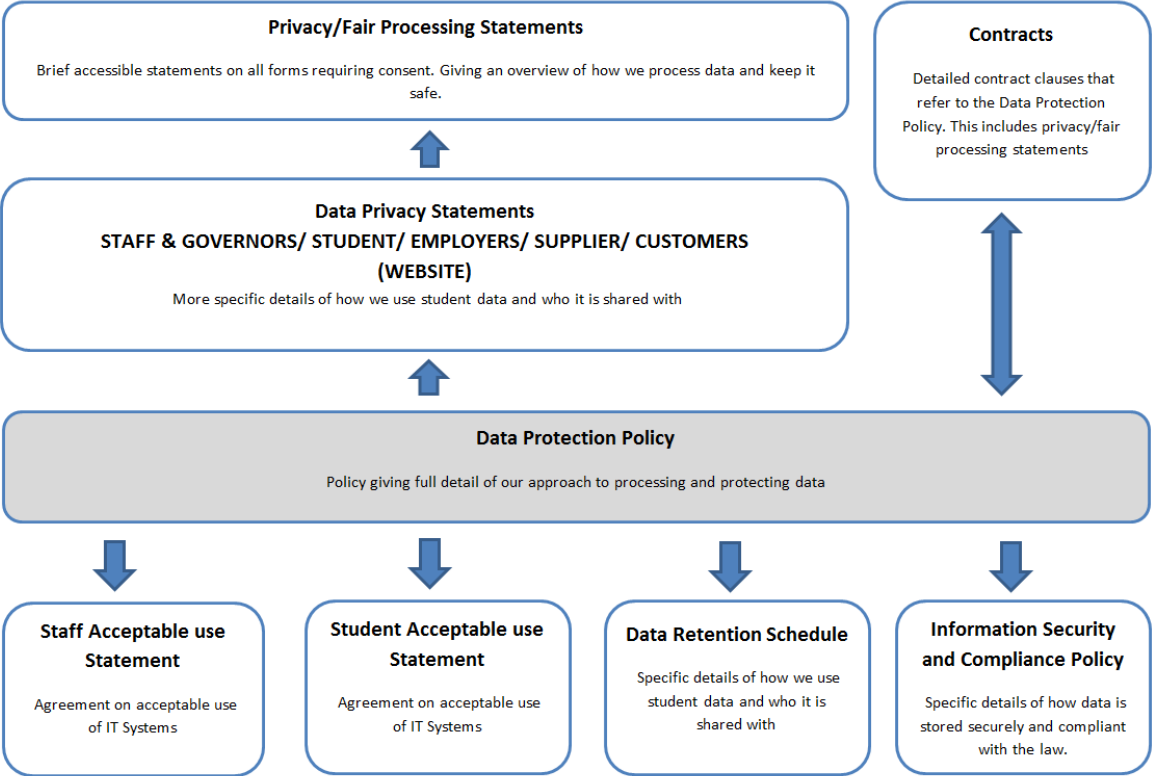 Privacy/Fair Processing Statements
Brief accessible statements on all forms requiring consent. Giving an overview of how we process data and keep it
safe.
Contracts
Detailed contract clauses that
refer to the Data Protection
Policy. This includes privacy/fair
processing statements
Data Privacy Statements
STAFF & GOVERNORS/ STUDENT/ EMPLOYERS/ SUPPLIER/ CUSTOMERS
(WEBSITE)
More specific details of how we use student data and who it is shared with
Data Protection Policy
Policy giving full detail of our approach to processing and protecting data
Staff Acceptable use
Statement
Agreement on acceptable use
of IT Systems
Student Acceptable use
Statement
Agreement on acceptable use
of IT Systems
Data Retention Schedule
Specific details of how we use
student data and who it is
shared with
Information Security
and Compliance Policy
Specific details of how data is
stored securely and compliant
with the law.